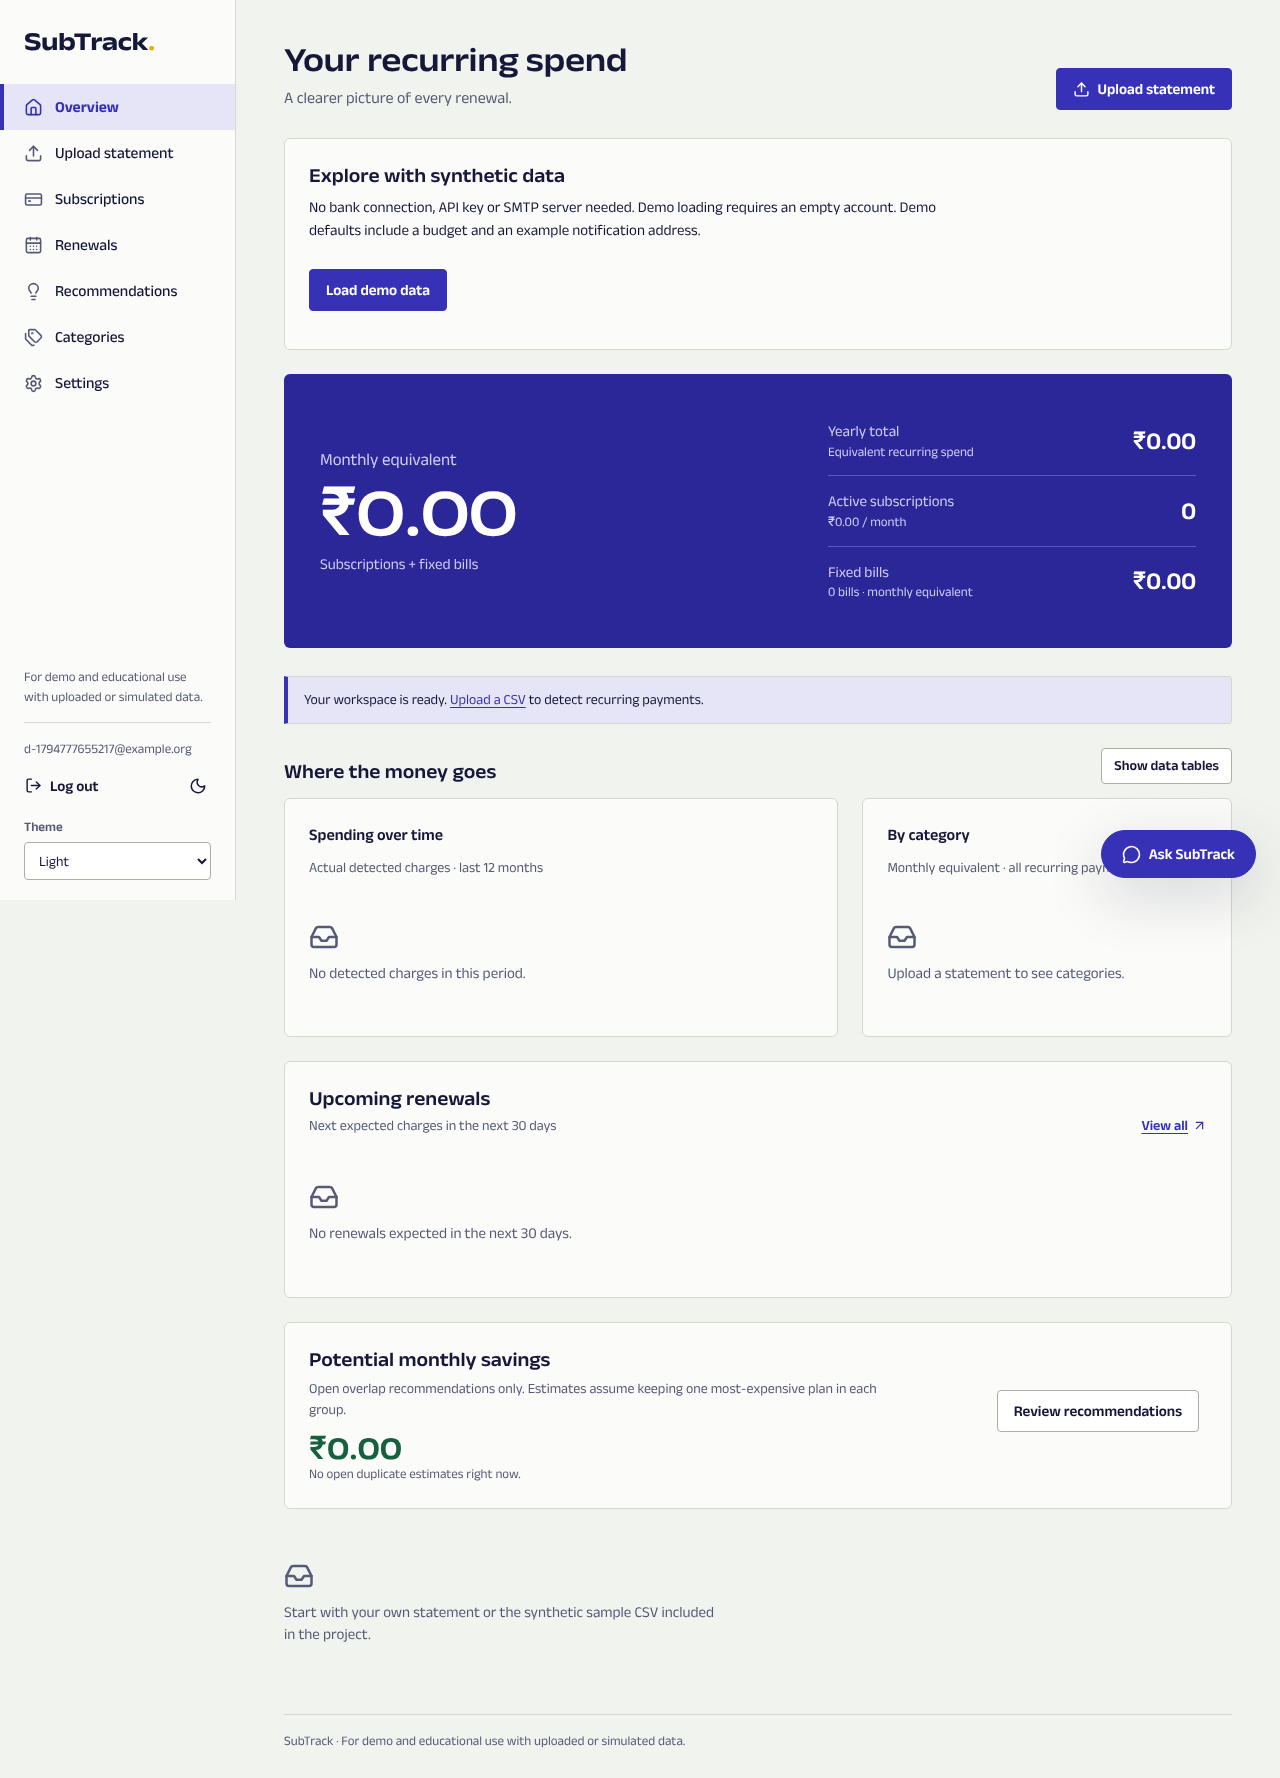 SubTrack.
Overview
Upload statement
Subscriptions
Renewals
Recommendations
Categories
Settings
For demo and educational use
with uploaded or simulated data.
d-1794777655217@example.org
Log out
Theme
Light
Your recurring spend
A clearer picture of every renewal.
Upload statement
Explore with synthetic data
No bank connection, API key or SMTP server needed. Demo loading requires an empty account. Demo
defaults include a budget and an example notification address.
Load demo data
Monthly equivalent
₹0.00
Subscriptions + fixed bills
Yearly total
Equivalent recurring spend
₹0.00
Active subscriptions
₹0.00 / month
0
Fixed bills
0 bills · monthly equivalent
₹0.00
Your workspace is ready. Upload a CSV to detect recurring payments.
Where the money goes
Show data tables
Spending over time
Actual detected charges · last 12 months
No detected charges in this period.
By category
Monthly equivalent · all recurring
Ask SubTrack
Upload a statement to see categories.
Upcoming renewals
Next expected charges in the next 30 days
View all
No renewals expected in the next 30 days.
Potential monthly savings
Open overlap recommendations only. Estimates assume keeping one most-expensive plan in each
group.
₹0.00
No open duplicate estimates right now.
Review recommendations
Start with your own statement or the synthetic sample CSV included
in the project.
SubTrack · For demo and educational use with uploaded or simulated data.